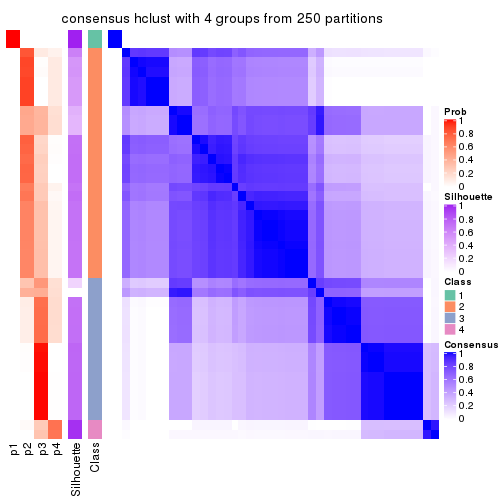 consensus hclust with 4 groups from 250 partitions
Prob
1
0.8
0.6
0.4
0.2
0
Silhouette
1
0.8
0.6
0.4
0.2
0
Class
1
2
3
4
Consensus
1
0.8
0.6
0.4
0.2
0
p1
p2
p3
p4
Silhouette
Class